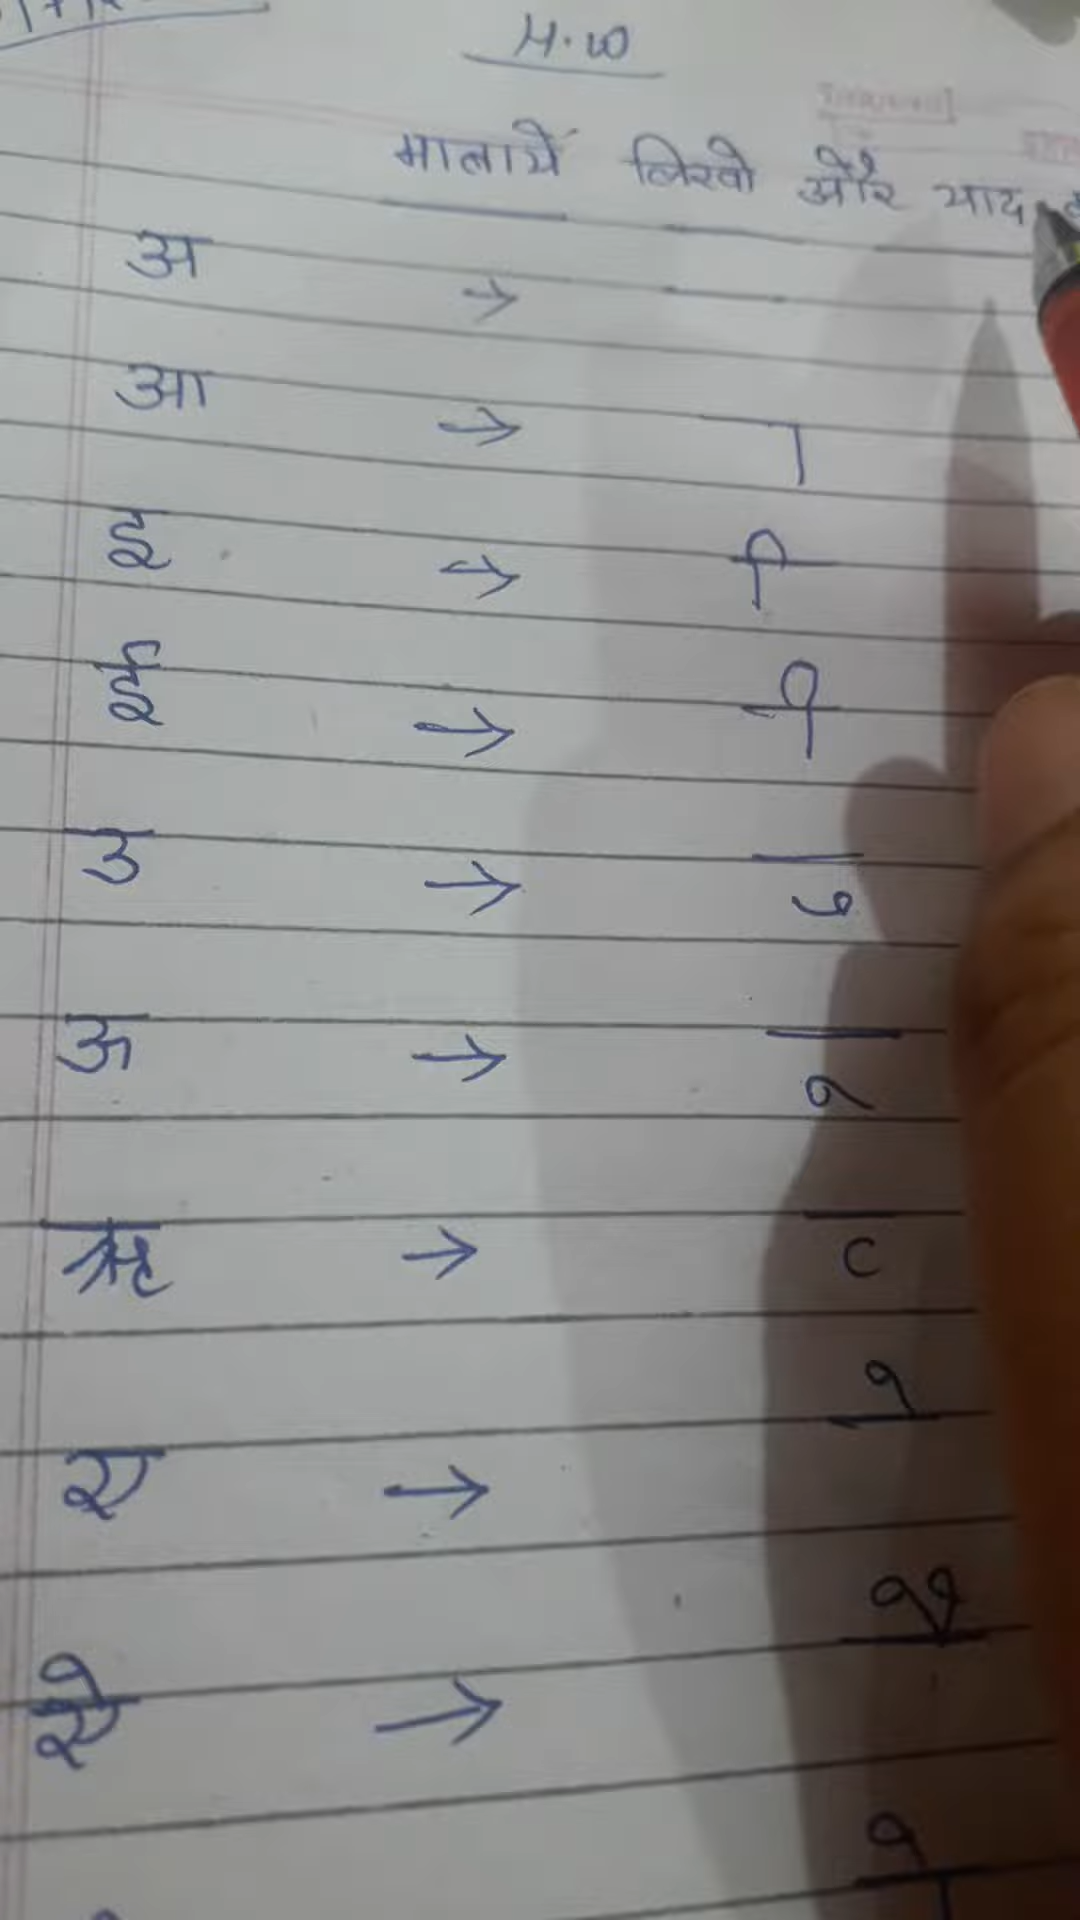 H.W
मात्रायें लिखो और याद
अ →
आ → ा
इ → ि
ई → ी
उ → ु
ऊ → ू
ऋ → ृ
ए → े
ऐ → ै
ो